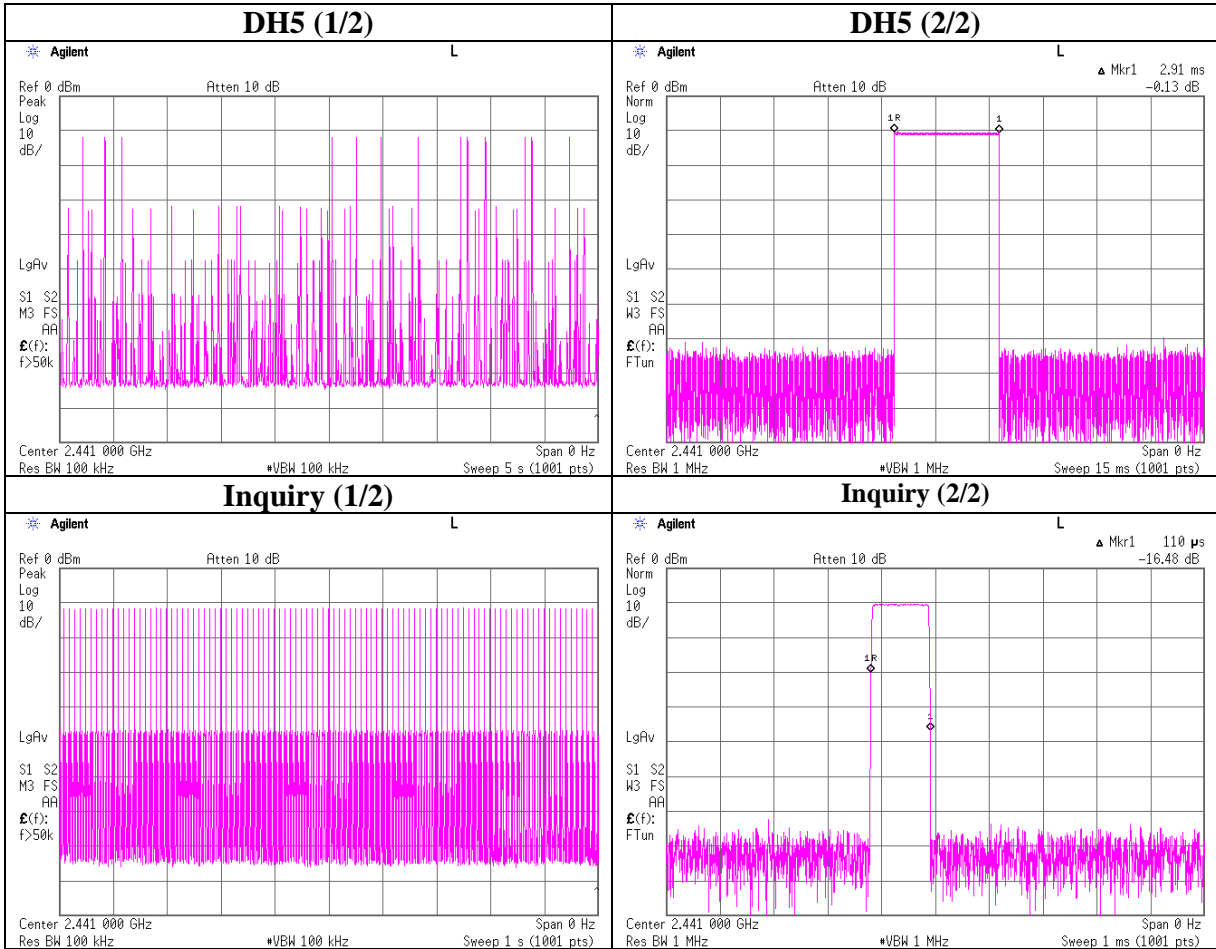 DH5 (1/2)
Agilent
L
Ref 0 dBm
Atten 10 dB
Peak
Log
10
dB/
LgAv
S1 S2
M3 FS
AA
£(f):
f>50k
Center 2.441 000 GHz
Span 0 Hz
Res BW 100 kHz
#VBW 100 kHz
Sweep 5 s (1001 pts)
DH5 (2/2)
Agilent
L
Δ Mkr1 2.91 ms
Ref 0 dBm
Atten 10 dB
-0.13 dB
Norm
Log
10
dB/
1R
1
LgAv
S1 S2
W3 FS
AA
£(f):
FTun
Center 2.441 000 GHz
Span 0 Hz
Res BW 1 MHz
#VBW 1 MHz
Sweep 15 ms (1001 pts)
Inquiry (1/2)
Agilent
L
Ref 0 dBm
Atten 10 dB
Peak
Log
10
dB/
LgAv
S1 S2
M3 FS
AA
£(f):
f>50k
Center 2.441 000 GHz
Span 0 Hz
Res BW 100 kHz
#VBW 100 kHz
Sweep 1 s (1001 pts)
Inquiry (2/2)
Agilent
L
Δ Mkr1 110 µs
Ref 0 dBm
Atten 10 dB
-16.48 dB
Norm
Log
10
dB/
1R
1
LgAv
S1 S2
W3 FS
AA
£(f):
FTun
Center 2.441 000 GHz
Span 0 Hz
Res BW 1 MHz
#VBW 1 MHz
Sweep 1 ms (1001 pts)